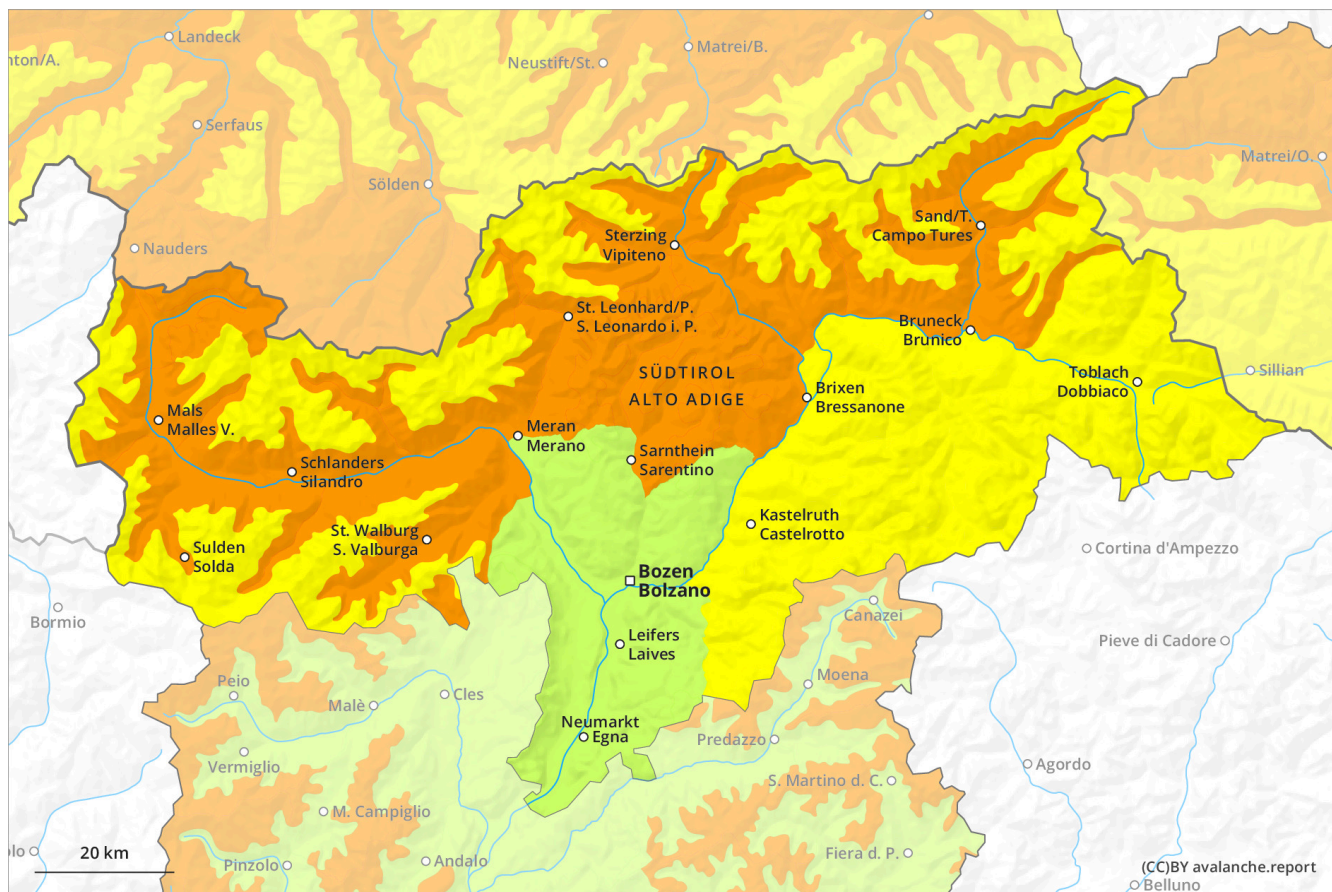 Landeck
nton/A.
Matrei/B.
Neustift/St.
Serfaus
Matrei/O.
Sölden
Sand/T.
Campo Tures
Sterzing
Vipiteno
Nauders
St. Leonhard/P.
S. Leonardo i. P.
Bruneck
Brunico
SÜDTIROL
ALTO ADIGE
Toblach
Dobbiaco
Sillian
Brixen
Bressanone
Mals
Malles V.
Meran
Merano
Sarnthein
Sarentino
Schlanders
Silandro
Kastelruth
Castelrotto
St. Walburg
S. Valburga
Sulden
Solda
Cortina d'Ampezzo
Bozen
Bolzano
Bormio
Canazei
Leifers
Laives
Pieve di Cadore
Peio
Moena
Malè
Cles
Neumarkt
Egna
Predazzo
Vermiglio
Agordo
S. Martino d. C.
M. Campiglio
olo
20 km
Pinzolo
Andalo
Fiera d. P.
(CC)BY avalanche.report
Belluno